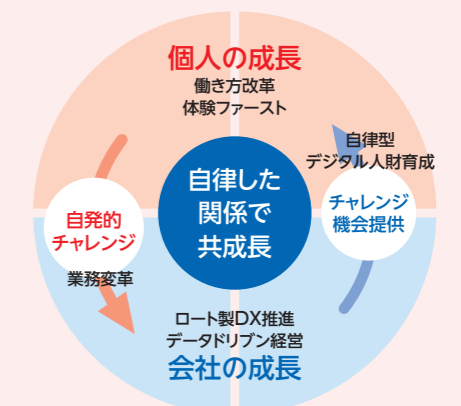 個人の成長
働き方改革
体験ファースト
自律型
デジタル人財育成
自律した
関係で
共成長
自発的
チャレンジ
チャレンジ
機会提供
業務変革
ロート製DX推進
データドリブン経営
会社の成長